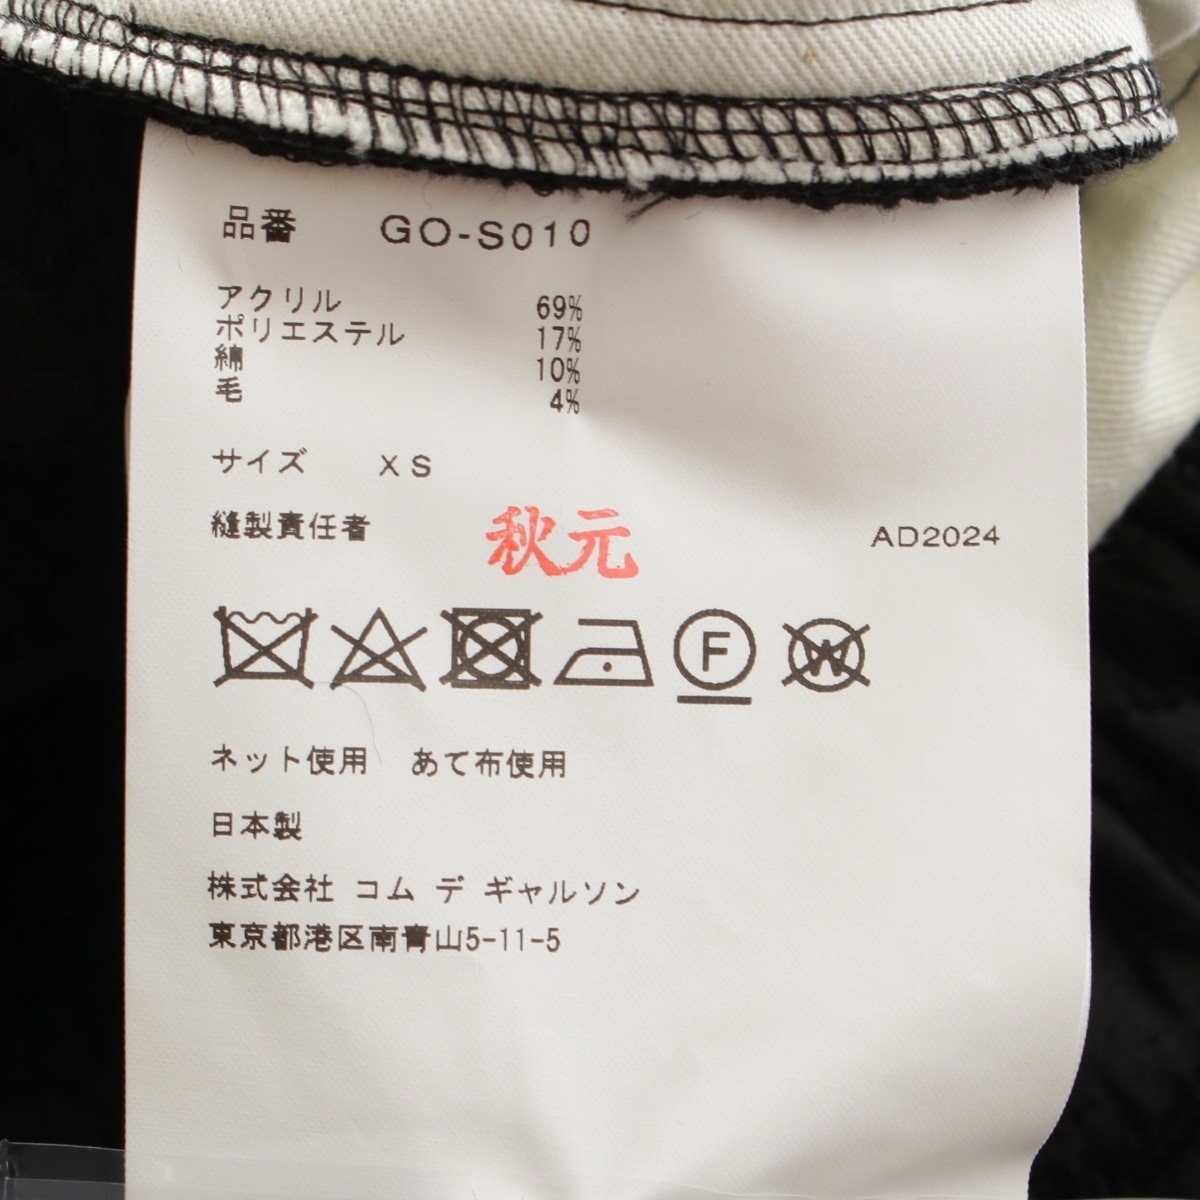 品番 GO-S010
アクリル 69%
ポリエステル 17%
綿 10%
毛 4%
サイズ XS
縫製責任者 秋元 AD2024
F W
ネット使用 あて布使用
日本製
株式会社 コム デ ギャルソン
東京都港区南青山5-11-5